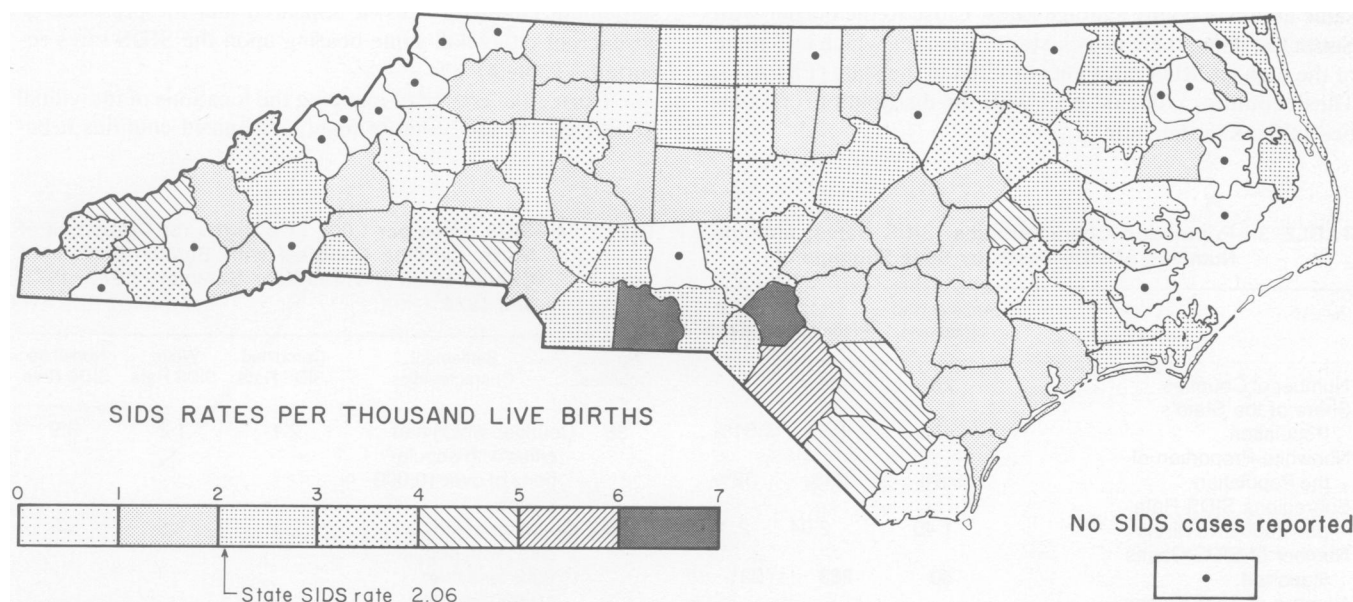 SIDS RATES PER THOUSAND LIVE BIRTHS
0 1 2 3 4 5 6 7
State SIDS rate 2.06
No SIDS cases reported